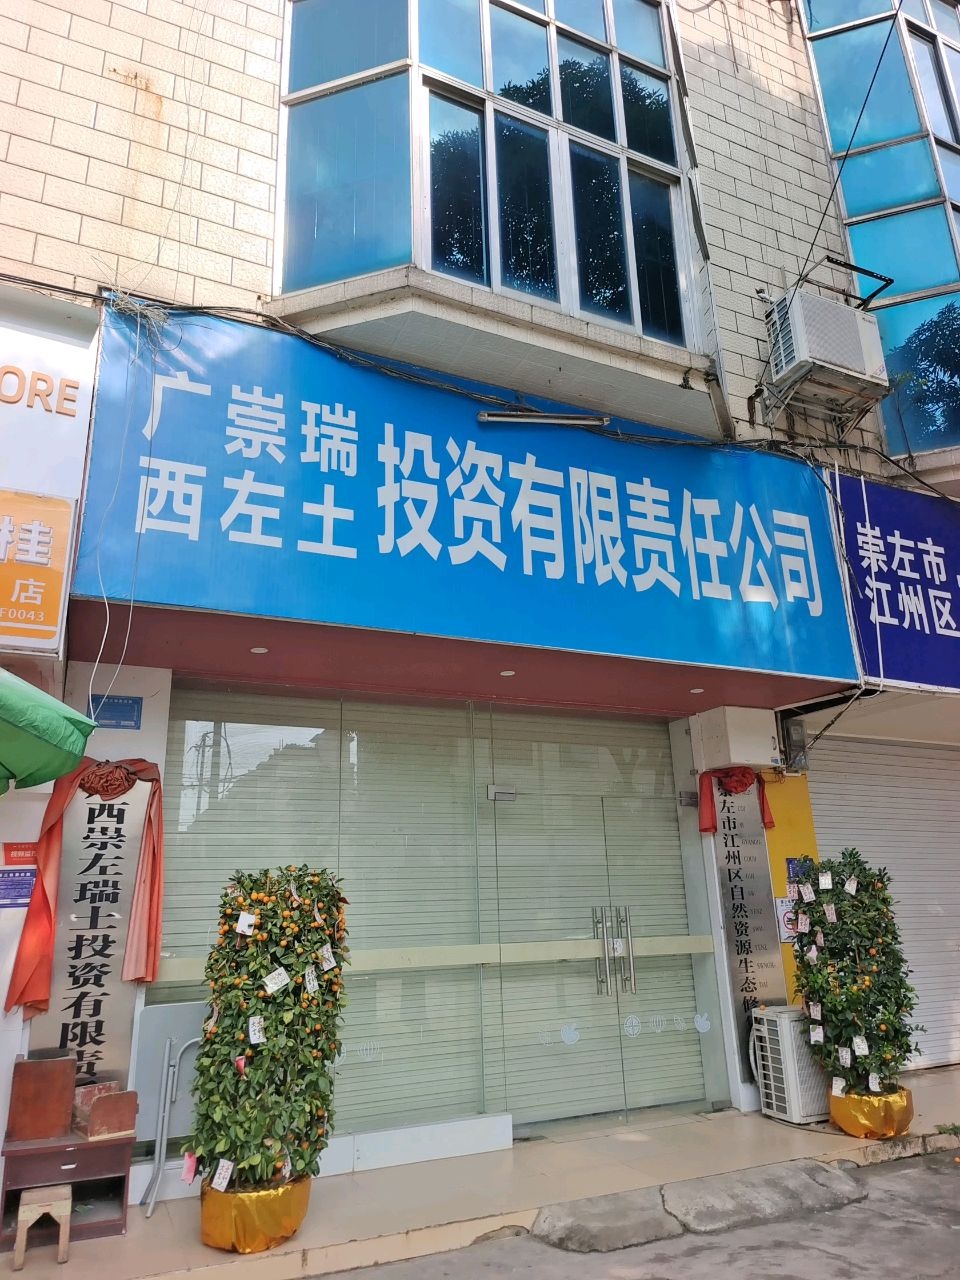 ORE
桂
店
F0043
广崇瑞
西左土
投资有限责任公司
崇左市
江州区
西崇左瑞土投资有限责
崇左市江州区自然资源生态修